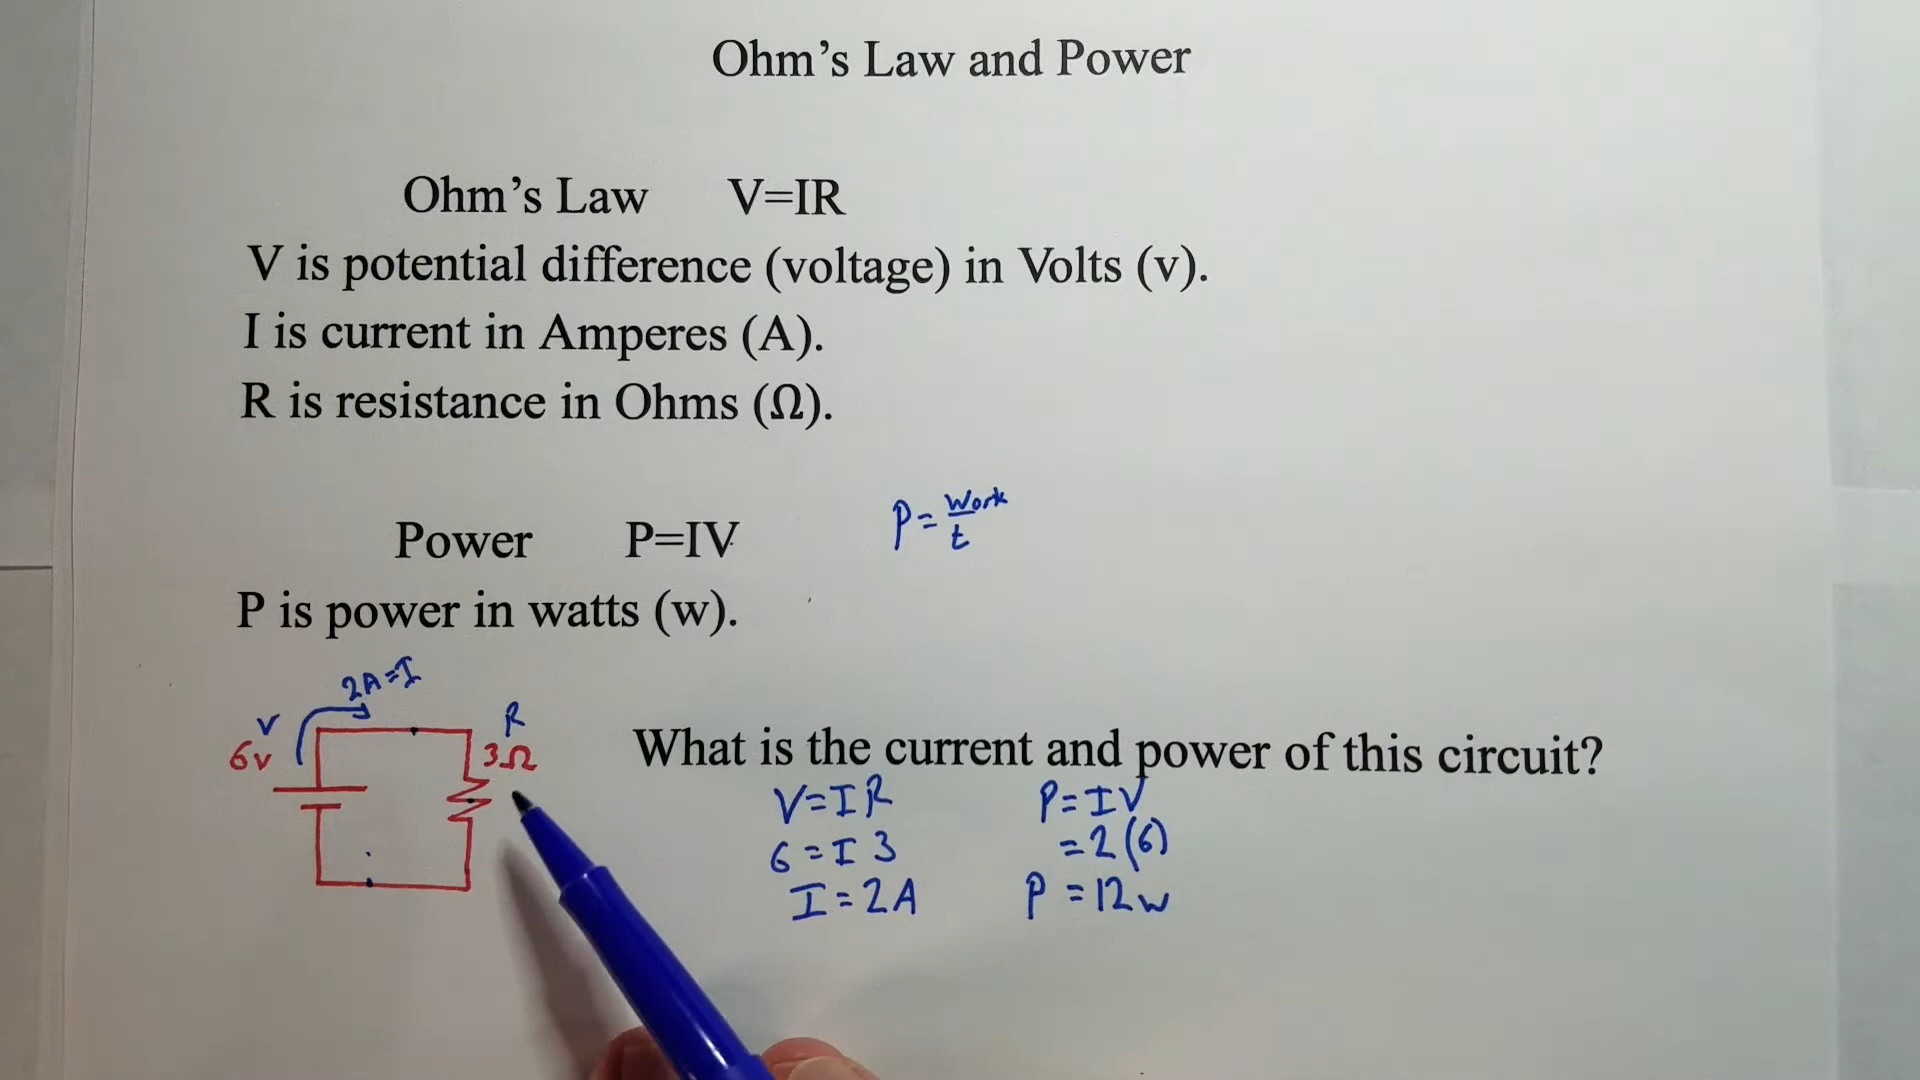 Ohm's Law and Power
Ohm's Law V=IR
V is potential difference (voltage) in Volts (v).
I is current in Amperes (A).
R is resistance in Ohms (Ω).
P=Work/t
Power P=IV
P is power in watts (w).
2A=I
V
6v
R
3Ω
What is the current and power of this circuit?
V=IR P=IV
6=I3 =2(6)
I=2A P=12w